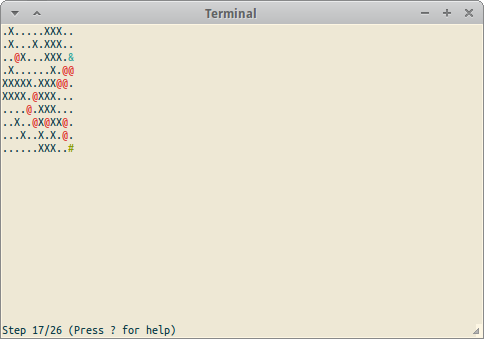 Terminal
.X.....XXX..
.X...X.XXX..
..@X...XXX.&
.X......X.@@
XXXXX.XXX@@.
XXXX.@XXX...
....@.XXX...
..X..@X@XX@.
...X..X.X.@.
......XXX..#
Step 17/26 (Press ? for help)